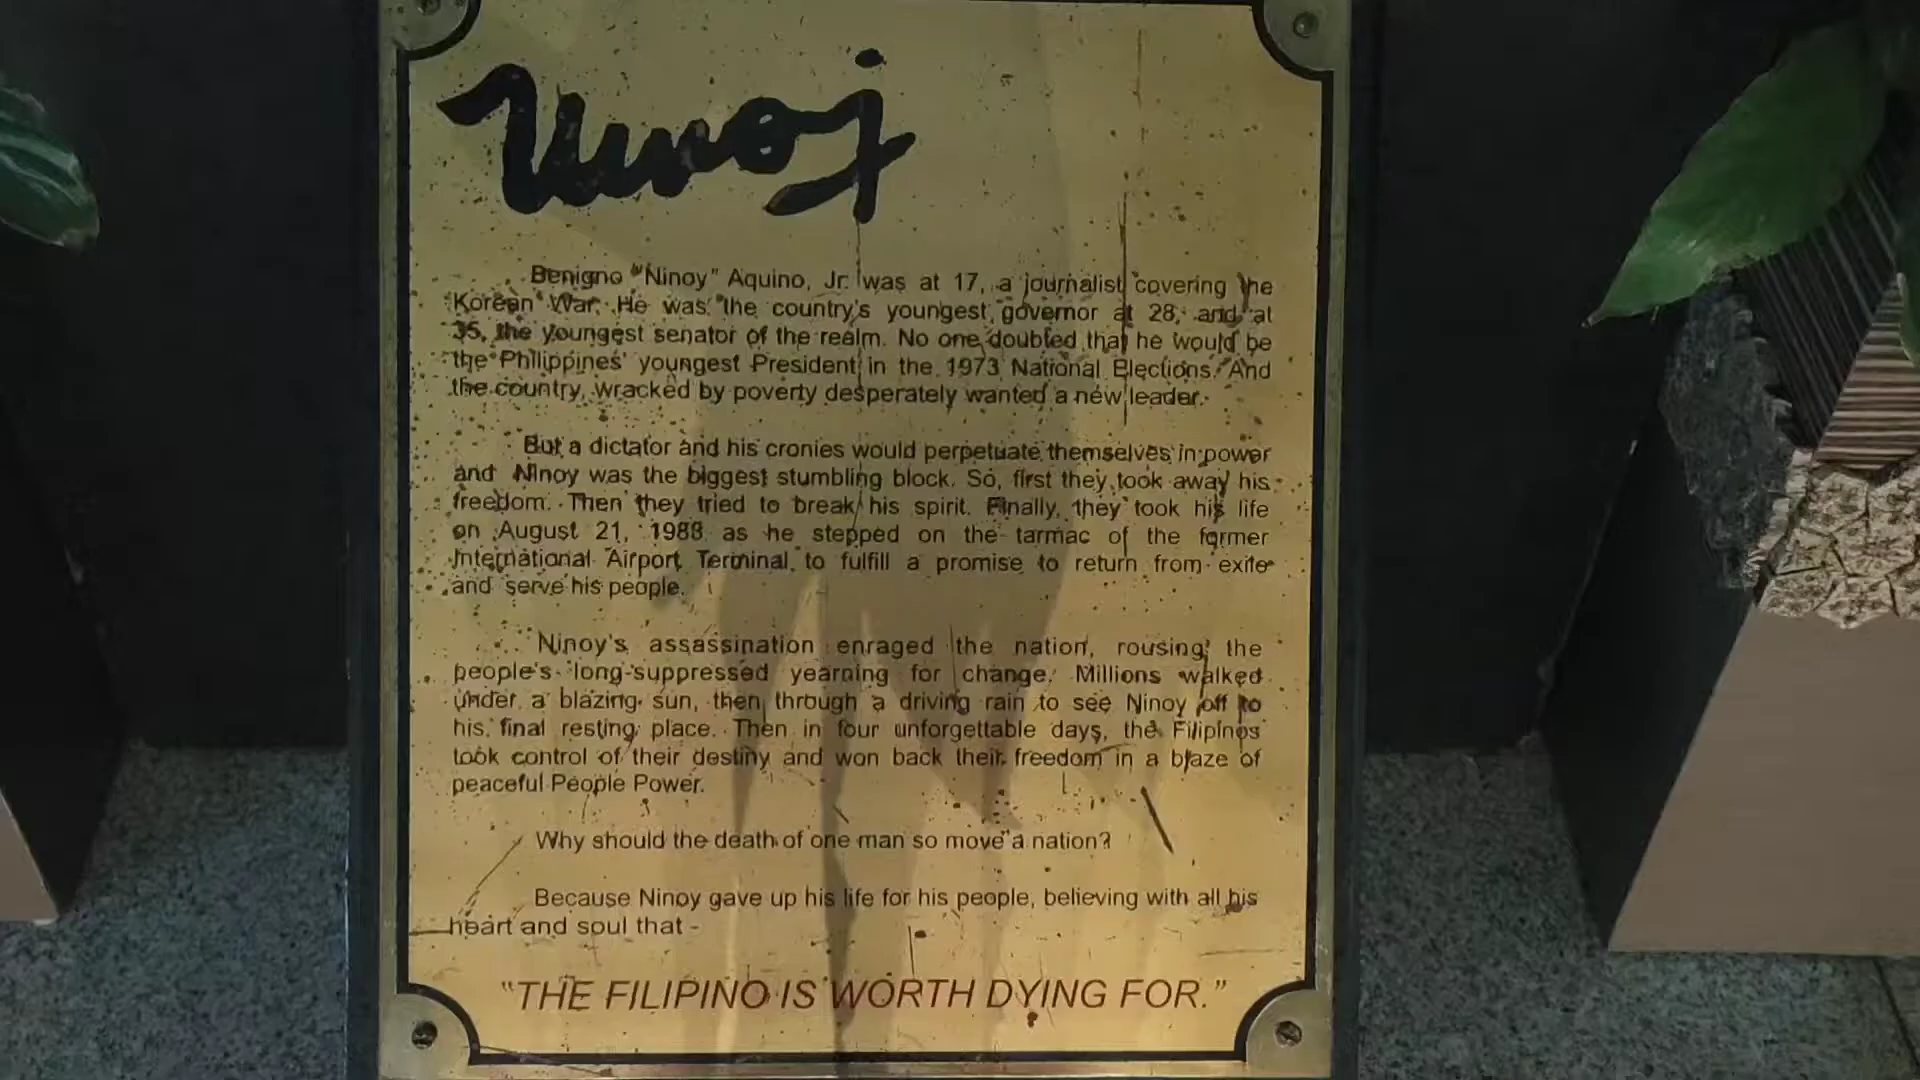 Ninoy
Benigno "Ninoy" Aquino, Jr. was at 17, a journalist covering the
Korean War. He was the country's youngest governor at 28, and at
35, the youngest senator of the realm. No one doubted that he would be
the Philippines' youngest President in the 1973 National Elections. And
the country, wracked by poverty desperately wanted a new leader.
But a dictator and his cronies would perpetuate themselves in power
and Ninoy was the biggest stumbling block. So, first they took away his
freedom. Then they tried to break his spirit. Finally, they took his life
on August 21, 1983 as he stepped on the tarmac of the former
International Airport Terminal to fulfill a promise to return from exile
and serve his people.
Ninoy's assassination enraged the nation, rousing the
people's long-suppressed yearning for change. Millions walked
under a blazing sun, then through a driving rain to see Ninoy off to
his final resting place. Then in four unforgettable days, the Filipinos
took control of their destiny and won back their freedom in a blaze of
peaceful People Power.
Why should the death of one man so move a nation?
Because Ninoy gave up his life for his people, believing with all his
heart and soul that -
"THE FILIPINO IS WORTH DYING FOR."